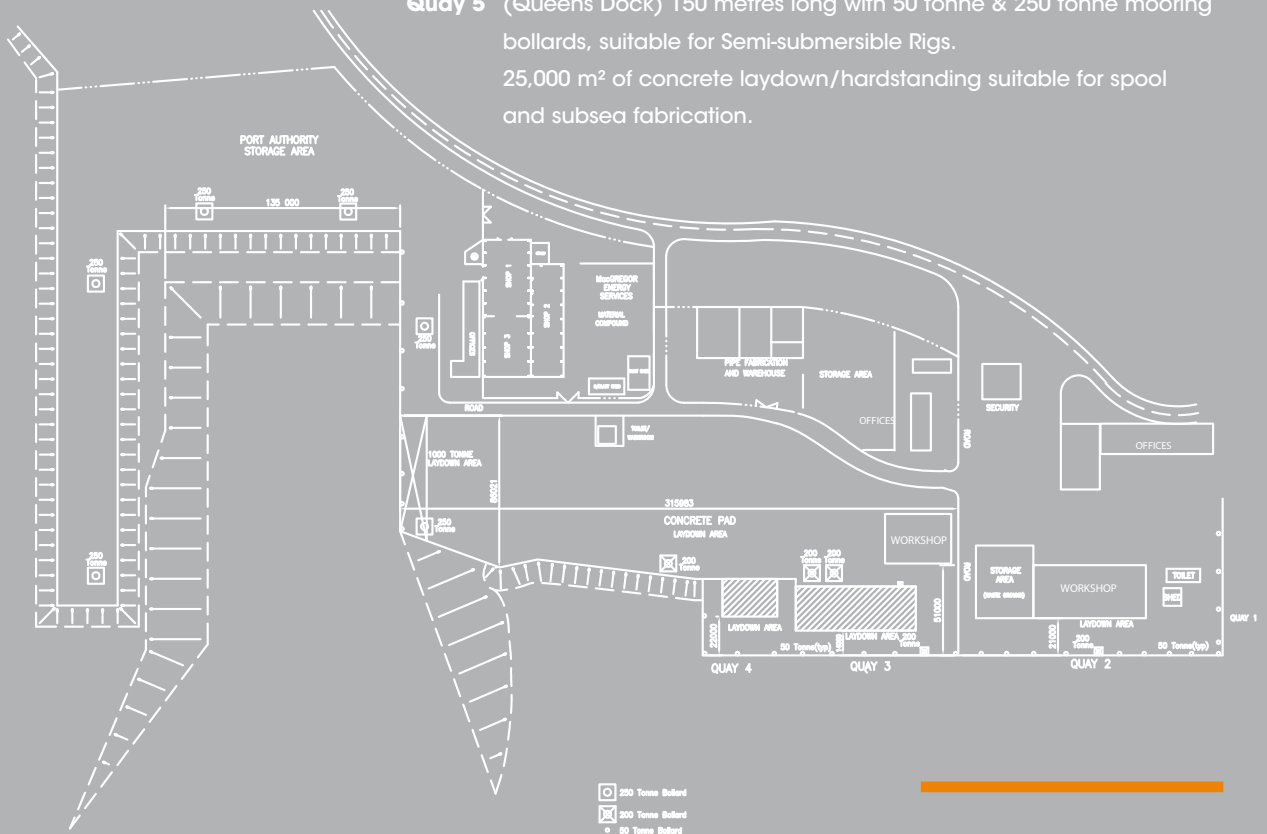 Quay 5 (Queens Dock) 150 metres long with 50 tonne & 250 tonne mooring
bollards, suitable for Semi-submersible Rigs.
25,000 m² of concrete laydown/hardstanding suitable for spool
and subsea fabrication.
PORT AUTHORITY
STORAGE AREA
250
Tonne
250
Tonne
135 000
250
Tonne
SHOP 1
SHOP 2
SHOP 3
OFFICES
MacGREGOR
ENERGY
SERVICES
MATERIAL
COMPOUND
250
Tonne
PIPE FABRICATION
AND WAREHOUSE
STORAGE AREA
ROAD
OFFICES
SECURITY
ROAD
OFFICES
TOILET/
1000 TONNE
LAYDOWN AREA
86021
315983
CONCRETE PAD
LAYDOWN AREA
250
Tonne
WORKSHOP
250
Tonne
200
Tonne
200
Tonne
200
Tonne
ROAD
STORAGE
AREA
WORKSHOP
TOILET
SHED
LAYDOWN AREA
LAYDOWN AREA
LAYDOWN AREA
22000
51000
21000
50 Tonne(typ)
200
Tonne
200
Tonne
50 Tonne(typ)
QUAY 1
QUAY 4
QUAY 3
QUAY 2
250 Tonne Bollard
200 Tonne Bollard
50 Tonne Bollard